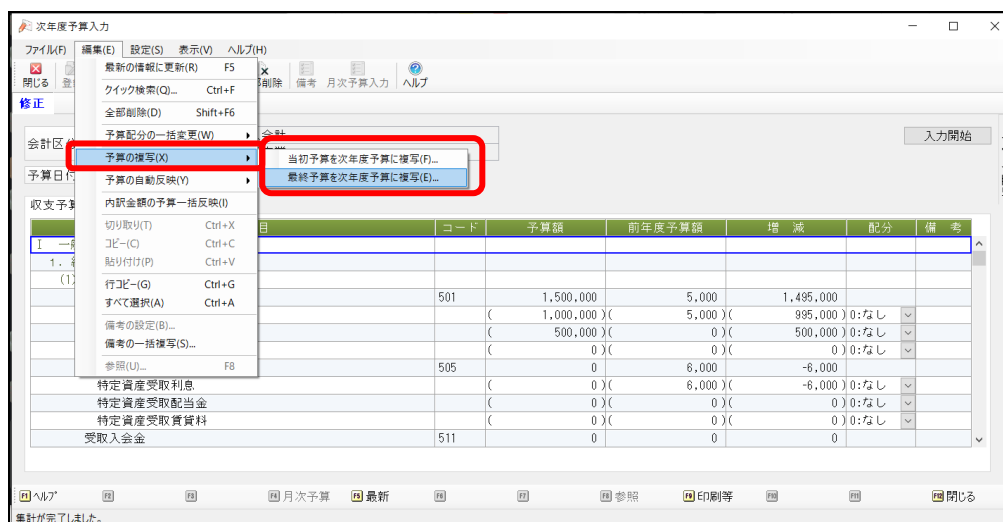 次年度予算入力
ファイル(F) 編集(E) 設定(S) 表示(V) ヘルプ(H)
閉じる 削除 備考 月次予算入力 ヘルプ
修正
最新の情報に更新(R) F5
クイック検索(Q)... Ctrl+F
全部削除(D) Shift+F6
予算配分の一括変更(W)
予算の複写(X)
予算の自動反映(Y)
内訳金額の予算一括反映(I)
切り取り(T) Ctrl+X
コピー(C) Ctrl+C
貼り付け(P) Ctrl+V
行コピー(G) Ctrl+G
すべて選択(A) Ctrl+A
備考の設定(B)...
備考の一括複写(S)...
参照(U)... F8
当初予算を次年度予算に複写(F)...
最終予算を次年度予算に複写(E)...
会計区
入力開始
予算日付
収支予算
目 コード 予算額 前年度予算額 増 減 配分 備 考
Ⅰ 一般
1.
(1)
501 1,500,000 5,000 1,495,000
( 1,000,000 )( 5,000 )( 995,000 ) 0:なし
( 500,000 )( 0 )( 500,000 ) 0:なし
( 0 )( 0 )( 0 ) 0:なし
505 0 6,000 -6,000
特定資産受取利息 ( 0 )( 6,000 )( -6,000 ) 0:なし
特定資産受取配当金 ( 0 )( 0 )( 0 ) 0:なし
特定資産受取賃貸料 ( 0 )( 0 )( 0 ) 0:なし
受取入会金 511 0 0 0
F1 ヘルプ F2 F3 F4 月次予算 F5 最新 F6 F7 F8 参照 F9 印刷等 F10 F11 F12 閉じる
集計が完了しました。